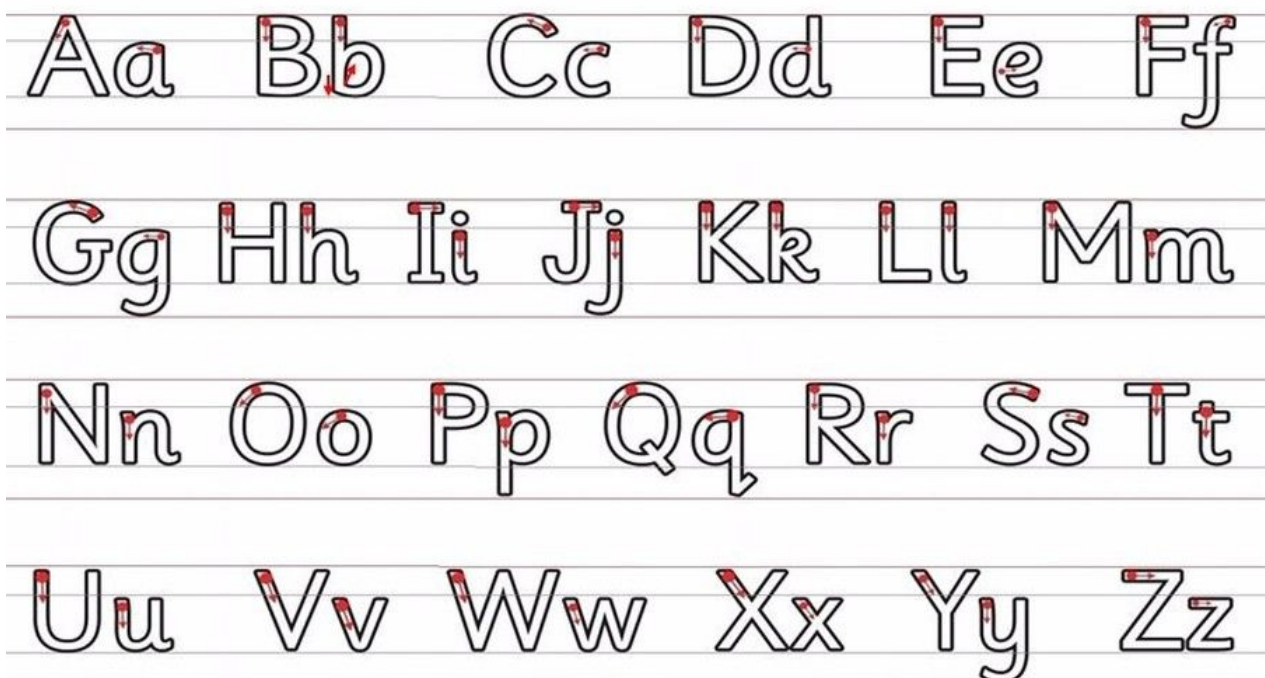 Aa Bb Cc Dd Ee Ff
Gg Hh Ii Jj Kk Ll Mm
Nn Oo Pp Qq Rr Ss Tt
Uu Vv Ww Xx Yy Zz